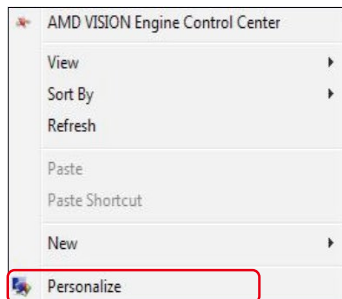 AMD VISION Engine Control Center
View
Sort By
Refresh
Paste
Paste Shortcut
New
Personalize